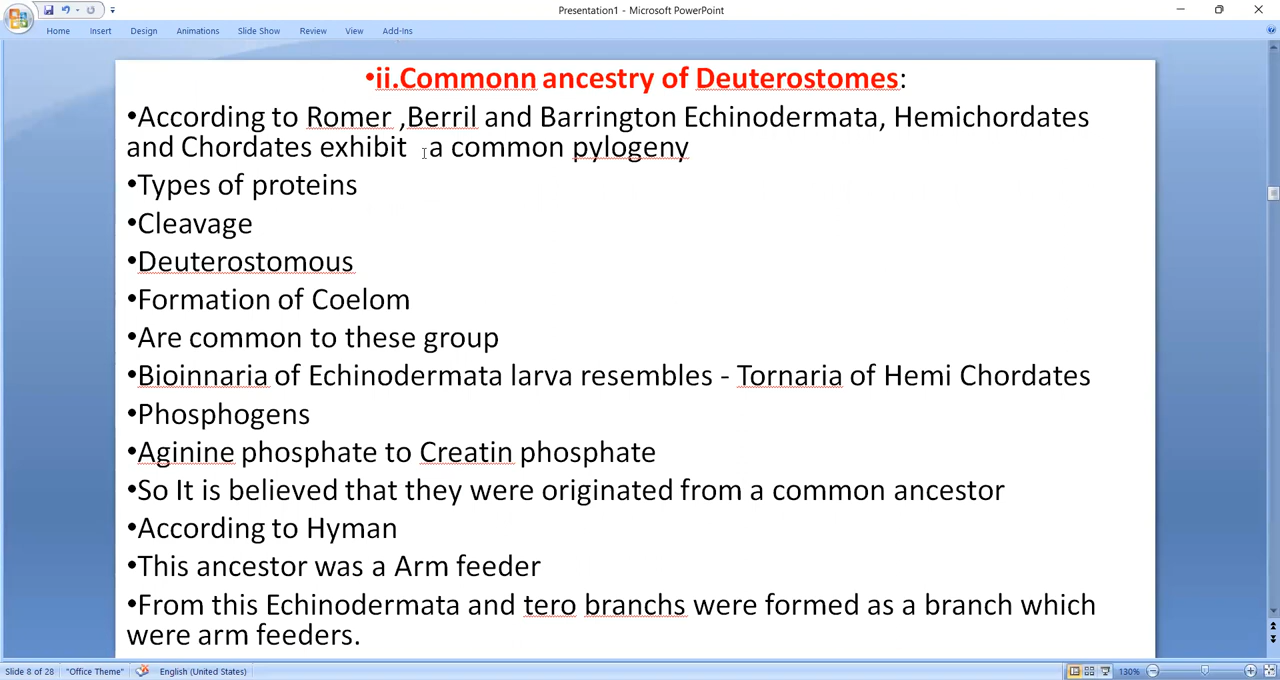 Presentation1 - Microsoft PowerPoint
Home Insert Design Animations Slide Show Review View Add-Ins
•ii.Commonn ancestry of Deuterostomes:
•According to Romer ,Berril and Barrington Echinodermata, Hemichordates
and Chordates exhibit a common pylogeny
•Types of proteins
•Cleavage
•Deuterostomous
•Formation of Coelom
•Are common to these group
•Bioinnaria of Echinodermata larva resembles - Tornaria of Hemi Chordates
•Phosphogens
•Aginine phosphate to Creatin phosphate
•So It is believed that they were originated from a common ancestor
•According to Hyman
•This ancestor was a Arm feeder
•From this Echinodermata and tero branchs were formed as a branch which
were arm feeders.
Slide 8 of 28 "Office Theme" English (United States) 130%